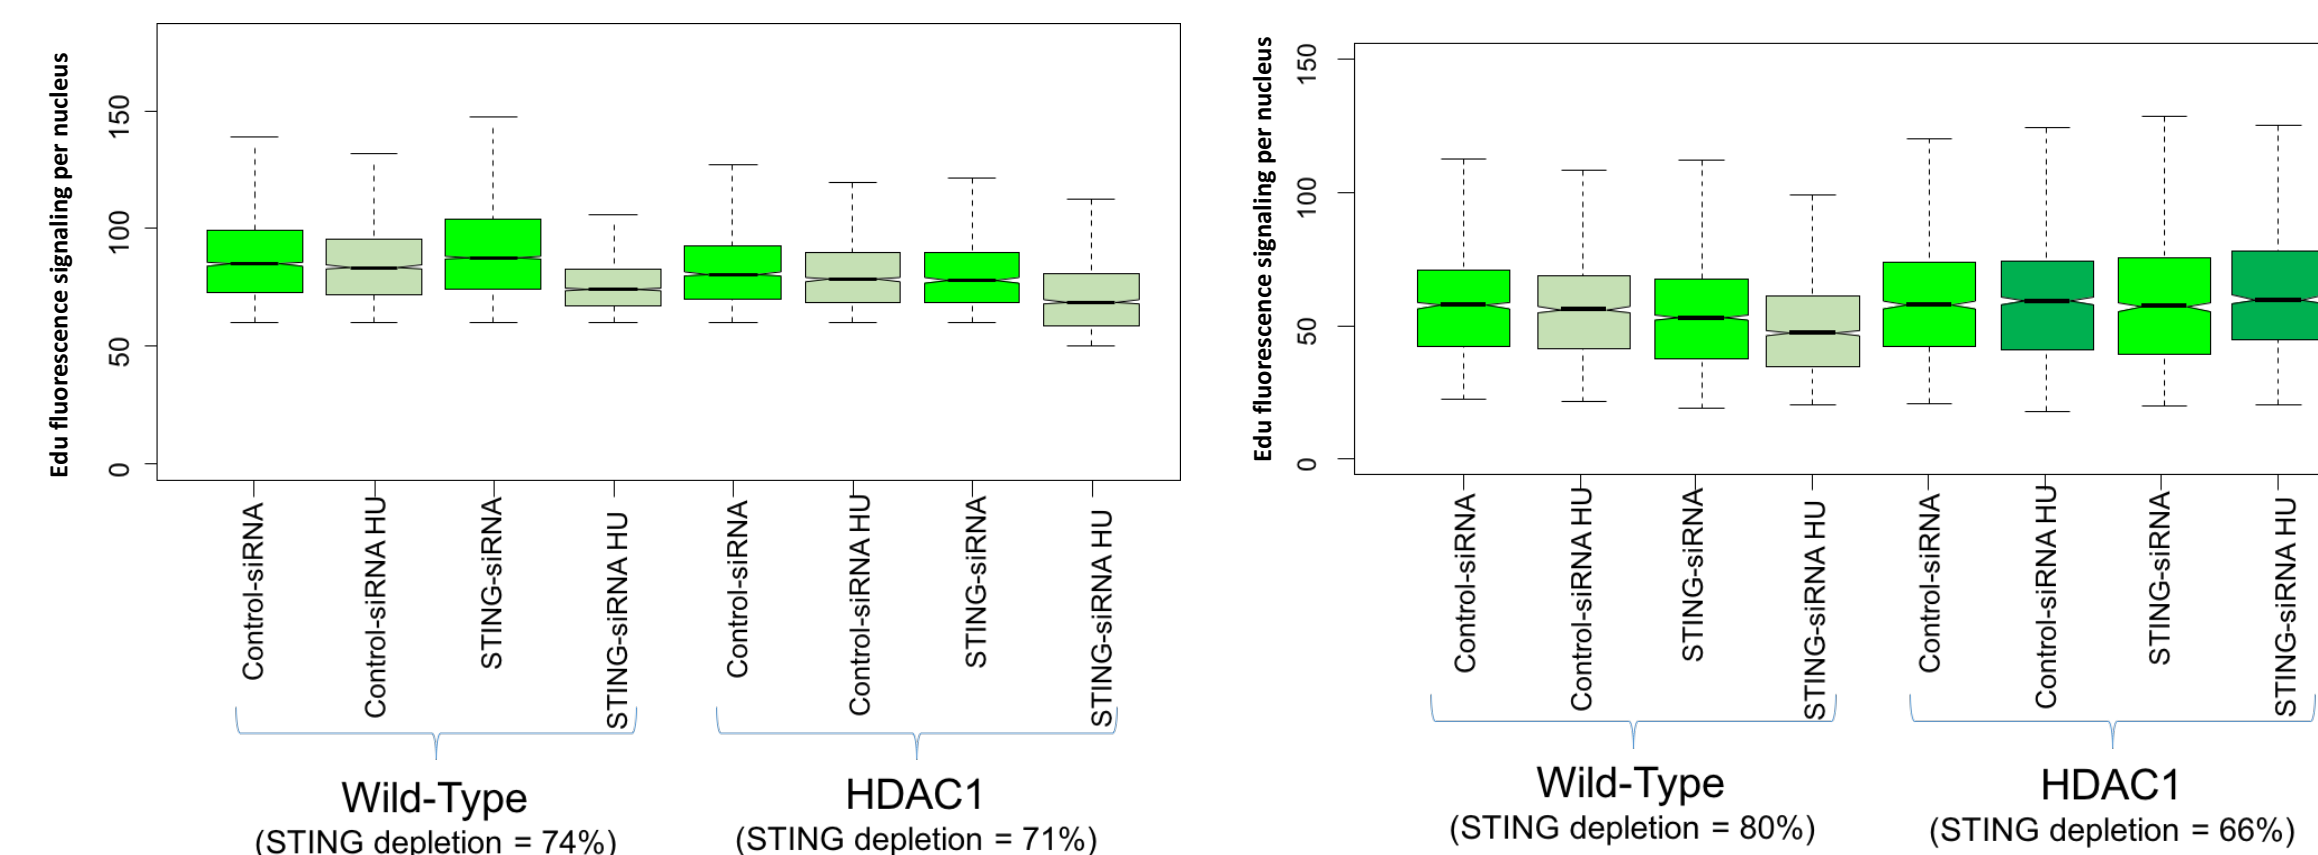 Edu fluorescence signaling per nucleus
150
100
50
0
Control-siRNA
Control-siRNA HU
STING-siRNA
STING-siRNA HU
Control-siRNA
Control-siRNA HU
STING-siRNA
STING-siRNA HU
Wild-Type
(STING depletion = 74%)
HDAC1
(STING depletion = 71%)
Edu fluorescence signaling per nucleus
150
100
50
0
Control-siRNA
Control-siRNA HU
STING-siRNA
STING-siRNA HU
Control-siRNA
Control-siRNA HU
STING-siRNA
STING-siRNA HU
Wild-Type
(STING depletion = 80%)
HDAC1
(STING depletion = 66%)